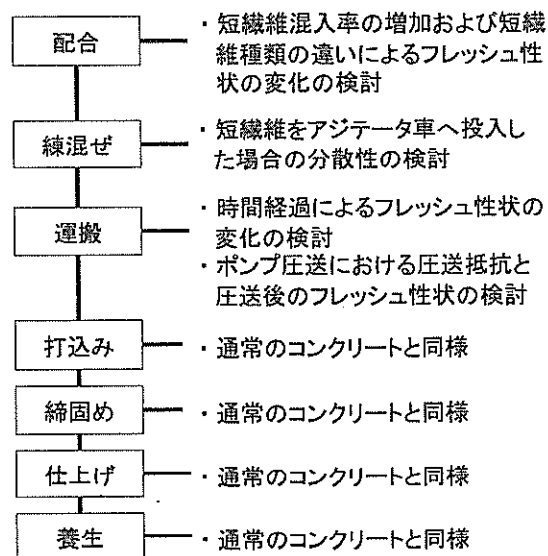 配合
・短繊維混入率の増加および短繊
維種類の違いによるフレッシュ性
状の変化の検討
練混ぜ
・短繊維をアジテータ車へ投入し
た場合の分散性の検討
運搬
・時間経過によるフレッシュ性状の
変化の検討
・ポンプ圧送における圧送抵抗と
圧送後のフレッシュ性状の検討
打込み
・通常のコンクリートと同様
締固め
・通常のコンクリートと同様
仕上げ
・通常のコンクリートと同様
養生
・通常のコンクリートと同様